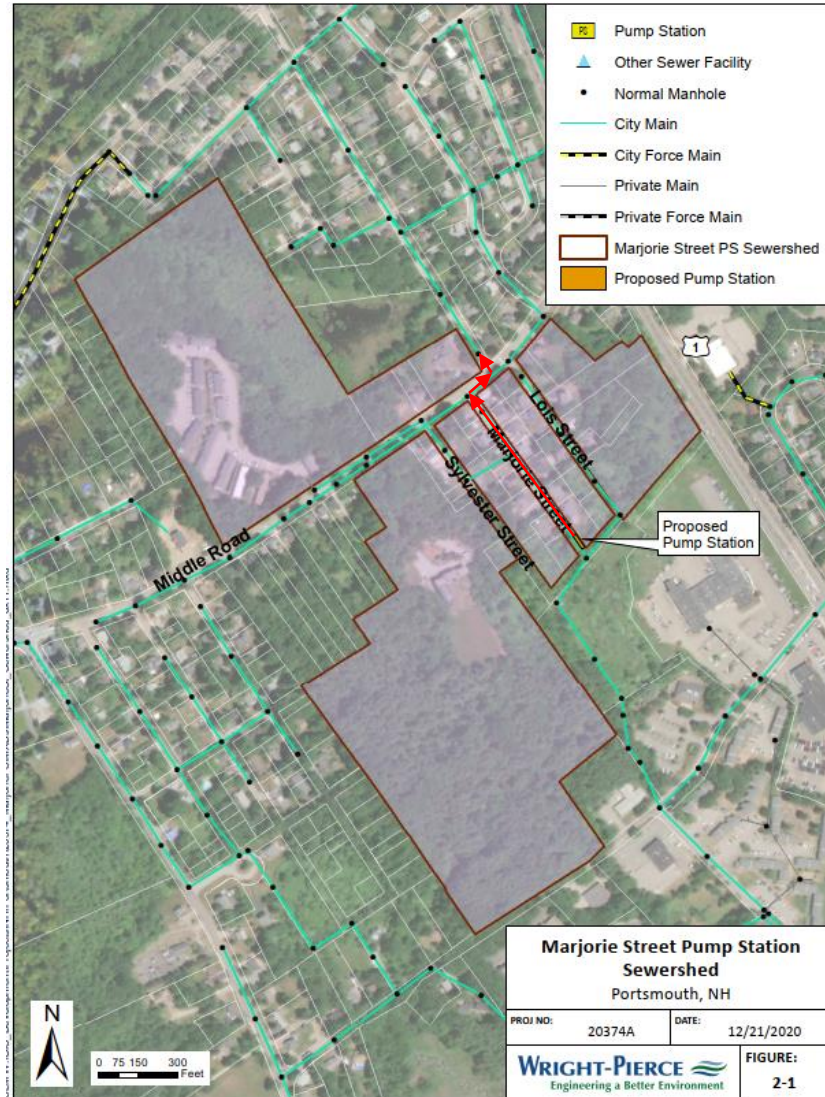 PS Pump Station
Other Sewer Facility
Normal Manhole
City Main
City Force Main
Private Main
Private Force Main
Marjorie Street PS Sewershed
Proposed Pump Station
1
Lois Street
Marjorie Street
Sylvester Street
Middle Road
Proposed
Pump Station
N
0 75 150 300
Feet
Marjorie Street Pump Station
Sewershed
Portsmouth, NH
PROJ NO: 20374A
DATE: 12/21/2020
WRIGHT-PIERCE
Engineering a Better Environment
FIGURE:
2-1